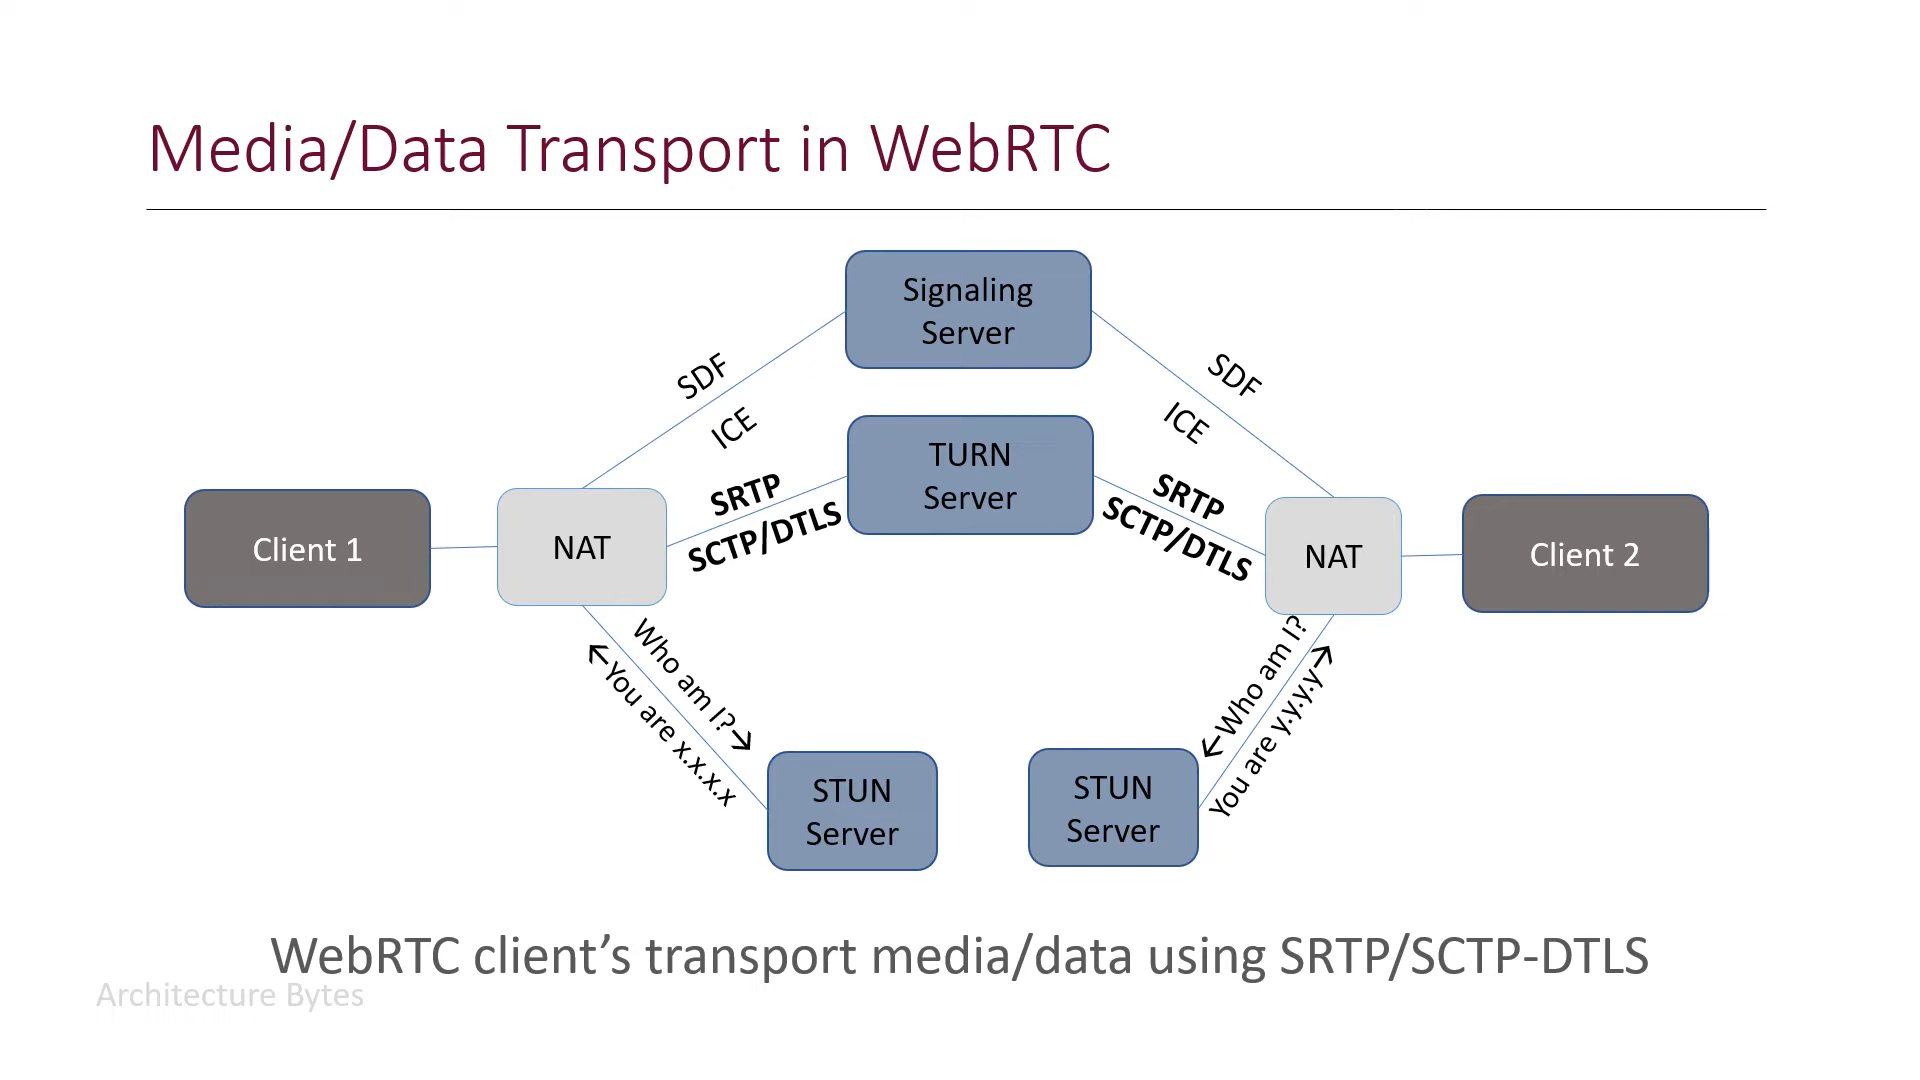 Media/Data Transport in WebRTC
Signaling
Server
SDF
ICE
SDF
ICE
TURN
Server
SRTP
SCTP/DTLS
SRTP
SCTP/DTLS
Client 1
NAT
NAT
Client 2
Who am I?→
←You are x.x.x.x
←Who am I?
You are y.y.y.y→
STUN
Server
STUN
Server
WebRTC client’s transport media/data using SRTP/SCTP-DTLS
Architecture Bytes